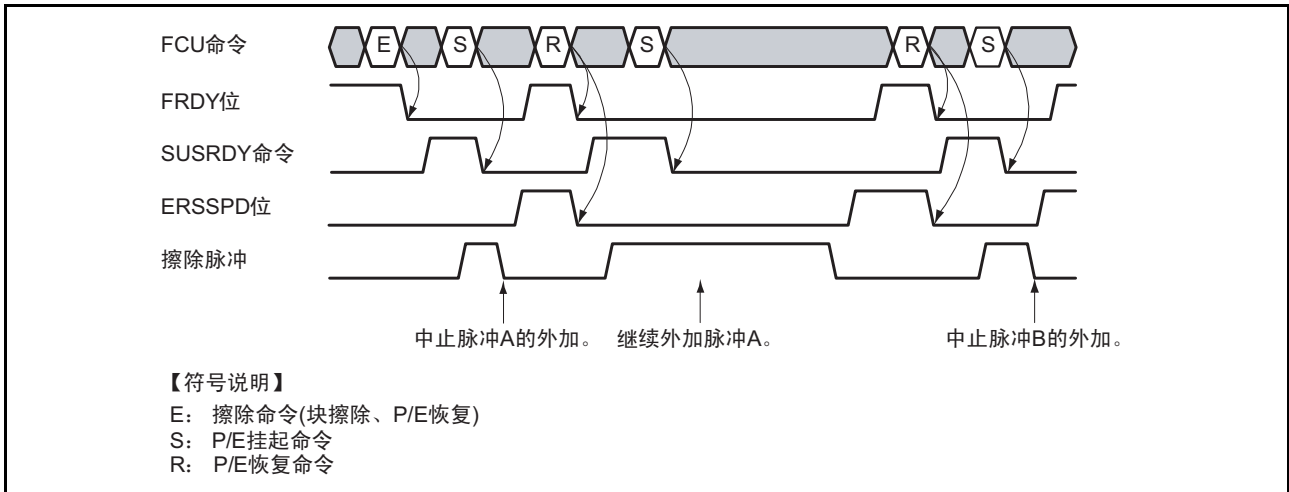 FCU命令 E S R S R S
FRDY位
SUSRDY命令
ERSSPD位
擦除脉冲
中止脉冲A的外加。 继续外加脉冲A。 中止脉冲B的外加。
【符号说明】
E： 擦除命令(块擦除、P/E恢复)
S： P/E挂起命令
R： P/E恢复命令